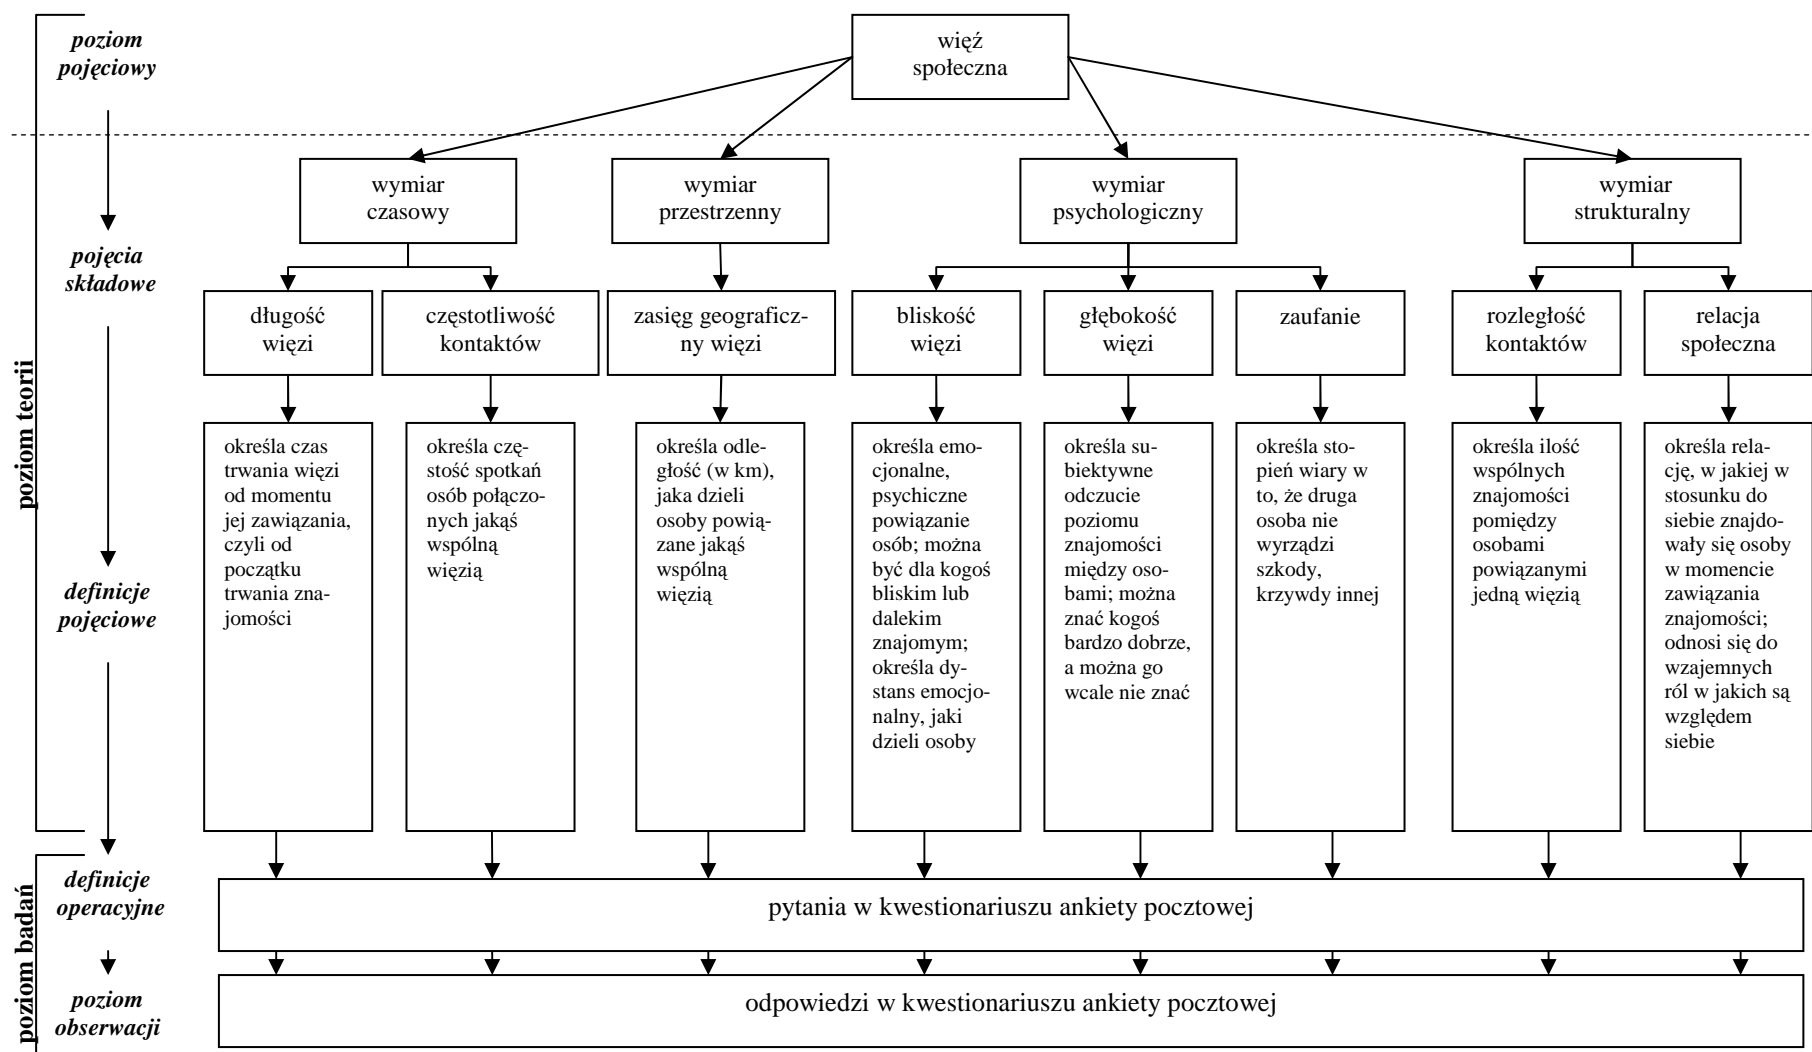 poziom
pojęciowy
więź
społeczna
wymiar
czasowy
wymiar
przestrzenny
wymiar
psychologiczny
wymiar
strukturalny
pojęcia
składowe
długość
więzi
częstotliwość
kontaktów
zasięg geograficz-
ny więzi
bliskość
więzi
głębokość
więzi
zaufanie
rozległość
kontaktów
relacja
społeczna
poziom teorii
definicje
pojęciowe
określa czas
trwania więzi
od momentu
jej zawiązania,
czyli od
początku
trwania zna-
jomości
określa czę-
stość spotkań
osób połączo-
nych jakąś
wspólną
więzią
określa odle-
głość (w km),
jaka dzieli
osoby powią-
zane jakąś
wspólną
więzią
określa emo-
cjonalne,
psychiczne
powiązanie
osób; można
być dla kogoś
bliskim lub
dalekim
znajomym;
określa dy-
stans emocjo-
nalny, jaki
dzieli osoby
określa su-
biektywne
odczucie
poziomu
znajomości
między oso-
bami; można
znać kogoś
bardzo dobrze,
a można go
wcale nie znać
określa sto-
pień wiary w
to, że druga
osoba nie
wyrządzi
szkody,
krzywdy innej
określa ilość
wspólnych
znajomości
pomiędzy
osobami
powiązanymi
jedną więzią
określa rela-
cję, w jakiej w
stosunku do
siebie znajdo-
wały się osoby
w momencie
zawiązania
znajomości;
odnosi się do
wzajemnych
ról w jakich są
względem
siebie
poziom badań
definicje
operacyjne
pytania w kwestionariuszu ankiety pocztowej
poziom
obserwacji
odpowiedzi w kwestionariuszu ankiety pocztowej